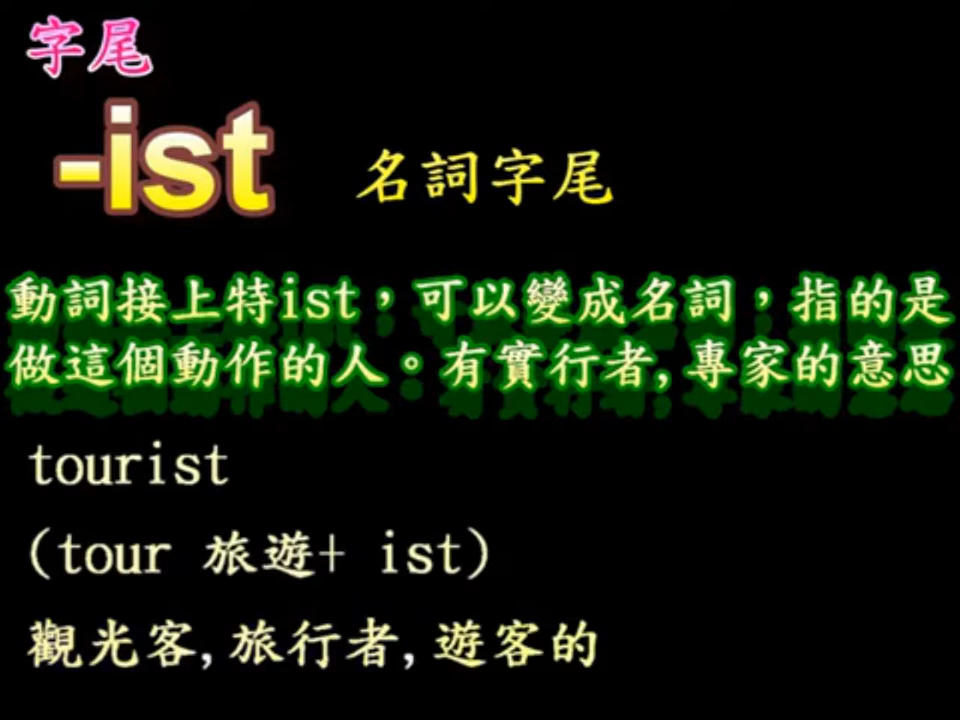 字尾
-ist 名詞字尾
動詞接上特ist，可以變成名詞，指的是
做這個動作的人。有實行者,專家的意思
tourist
(tour 旅遊+ ist)
觀光客,旅行者,遊客的